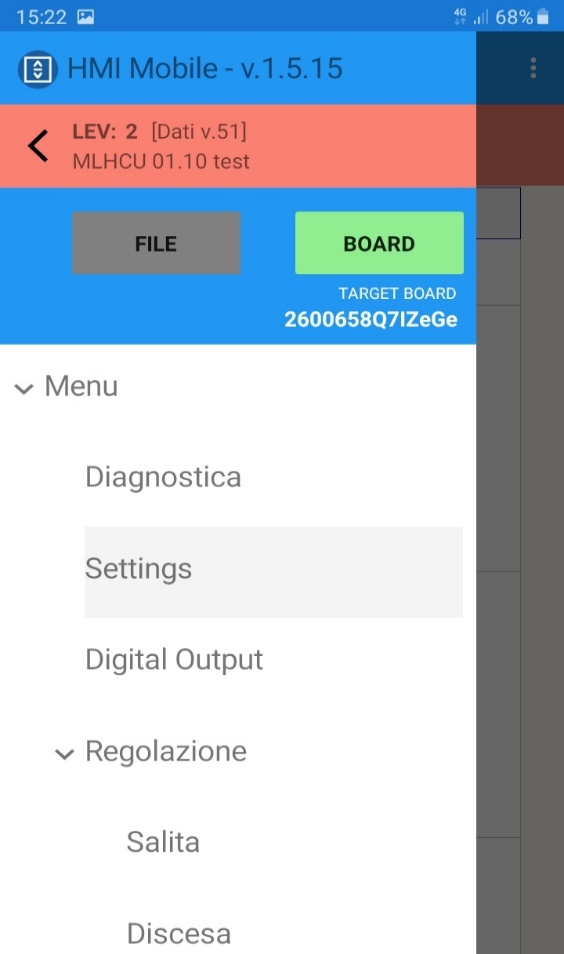 15:22 4G 68%
HMI Mobile - v.1.5.15
LEV: 2 [Dati v.51]
MLHCU 01.10 test
FILE BOARD
TARGET BOARD
2600658Q7IZeGe
Menu
Diagnostica
Settings
Digital Output
Regolazione
Salita
Discesa